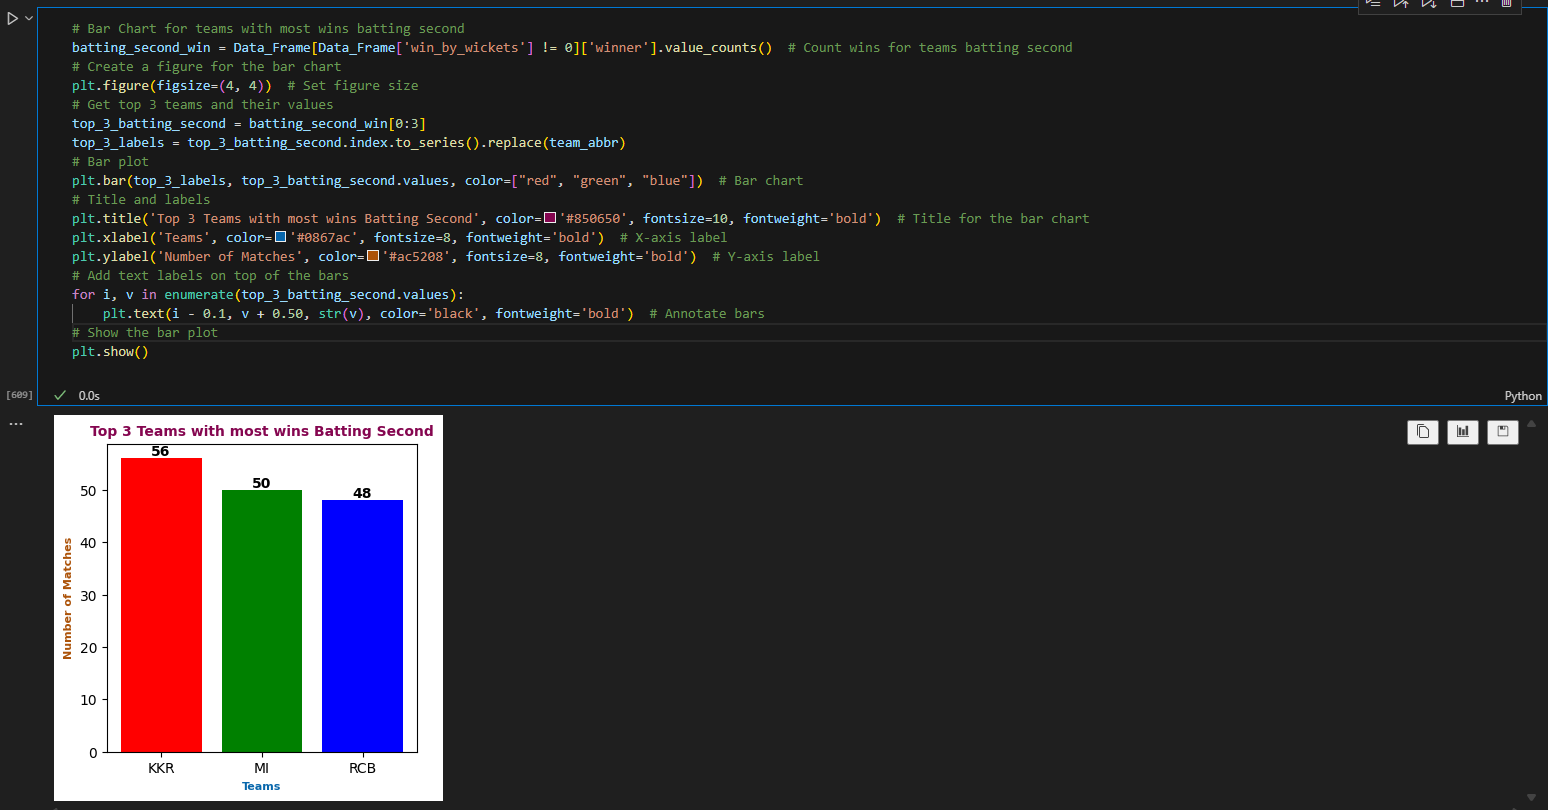 # Bar Chart for teams with most wins batting second
batting_second_win = Data_Frame[Data_Frame['win_by_wickets'] != 0]['winner'].value_counts()  # Count wins for teams batting second
# Create a figure for the bar chart
plt.figure(figsize=(4, 4))  # Set figure size
# Get top 3 teams and their values
top_3_batting_second = batting_second_win[0:3]
top_3_labels = top_3_batting_second.index.to_series().replace(team_abbr)
# Bar plot
plt.bar(top_3_labels, top_3_batting_second.values, color=["red", "green", "blue"])  # Bar chart
# Title and labels
plt.title('Top 3 Teams with most wins Batting Second', color='#850650', fontsize=10, fontweight='bold')  # Title for the bar chart
plt.xlabel('Teams', color='#0867ac', fontsize=8, fontweight='bold')  # X-axis label
plt.ylabel('Number of Matches', color='#ac5208', fontsize=8, fontweight='bold')  # Y-axis label
# Add text labels on top of the bars
for i, v in enumerate(top_3_batting_second.values):
    plt.text(i - 0.1, v + 0.50, str(v), color='black', fontweight='bold')  # Annotate bars
# Show the bar plot
plt.show()
[609]
0.0s
Python
Top 3 Teams with most wins Batting Second
56
50
48
50
40
30
20
10
0
Number of Matches
KKR
MI
RCB
Teams